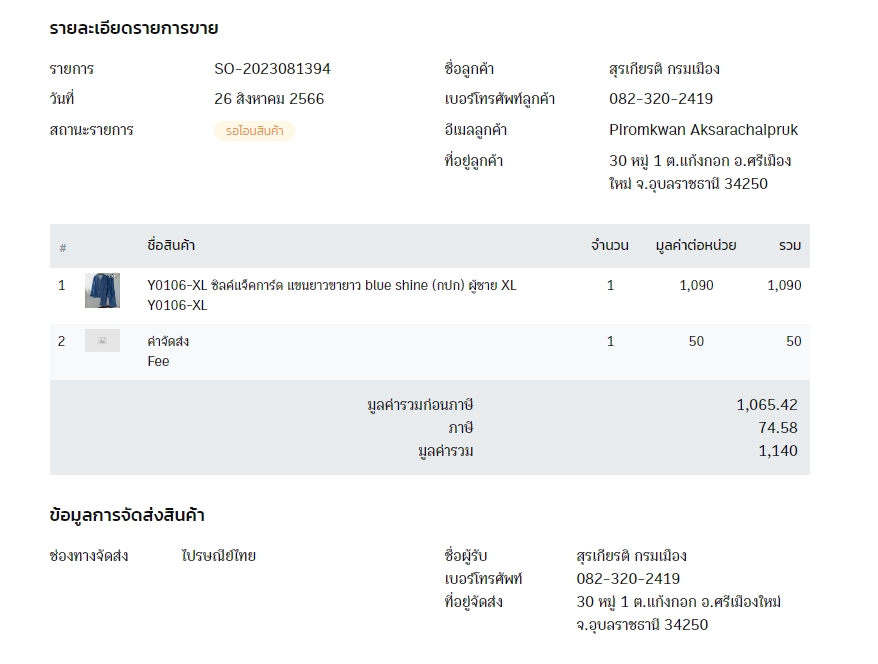 รายละเอียดรายการขาย
รายการ SO-2023081394
วันที่ 26 สิงหาคม 2566
สถานะรายการ รอโอนสินค้า
ชื่อลูกค้า สุรเกียรติ กรมเมือง
เบอร์โทรศัพท์ลูกค้า 082-320-2419
อีเมลลูกค้า Piromkwan Aksarachaipruk
ที่อยู่ลูกค้า 30 หมู่ 1 ต.แก้งกอก อ.ศรีเมือง
ใหม่ จ.อุบลราชธานี 34250
# ชื่อสินค้า จำนวน มูลค่าต่อหน่วย รวม
1 Y0106-XL ซิลค์แจ็คการ์ด แขนยาวขายาว blue shine (กปก) ผู้ชาย XL 1 1,090 1,090
Y0106-XL
2 ค่าจัดส่ง 1 50 50
Fee
มูลค่ารวมก่อนภาษี 1,065.42
ภาษี 74.58
มูลค่ารวม 1,140
ข้อมูลการจัดส่งสินค้า
ช่องทางจัดส่ง ไปรษณีย์ไทย
ชื่อผู้รับ สุรเกียรติ กรมเมือง
เบอร์โทรศัพท์ 082-320-2419
ที่อยู่จัดส่ง 30 หมู่ 1 ต.แก้งกอก อ.ศรีเมืองใหม่
จ.อุบลราชธานี 34250